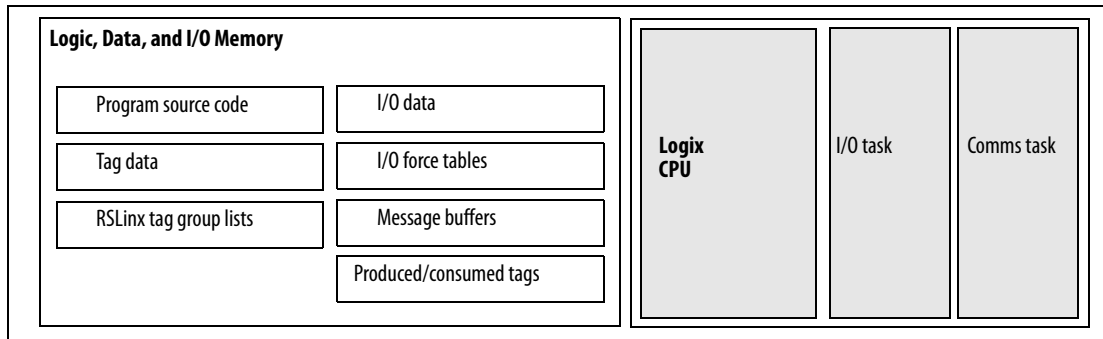 Logic, Data, and I/O Memory
Program source code
Tag data
RSLinx tag group lists
I/O data
I/O force tables
Message buffers
Produced/consumed tags
Logix
CPU
I/O task
Comms task